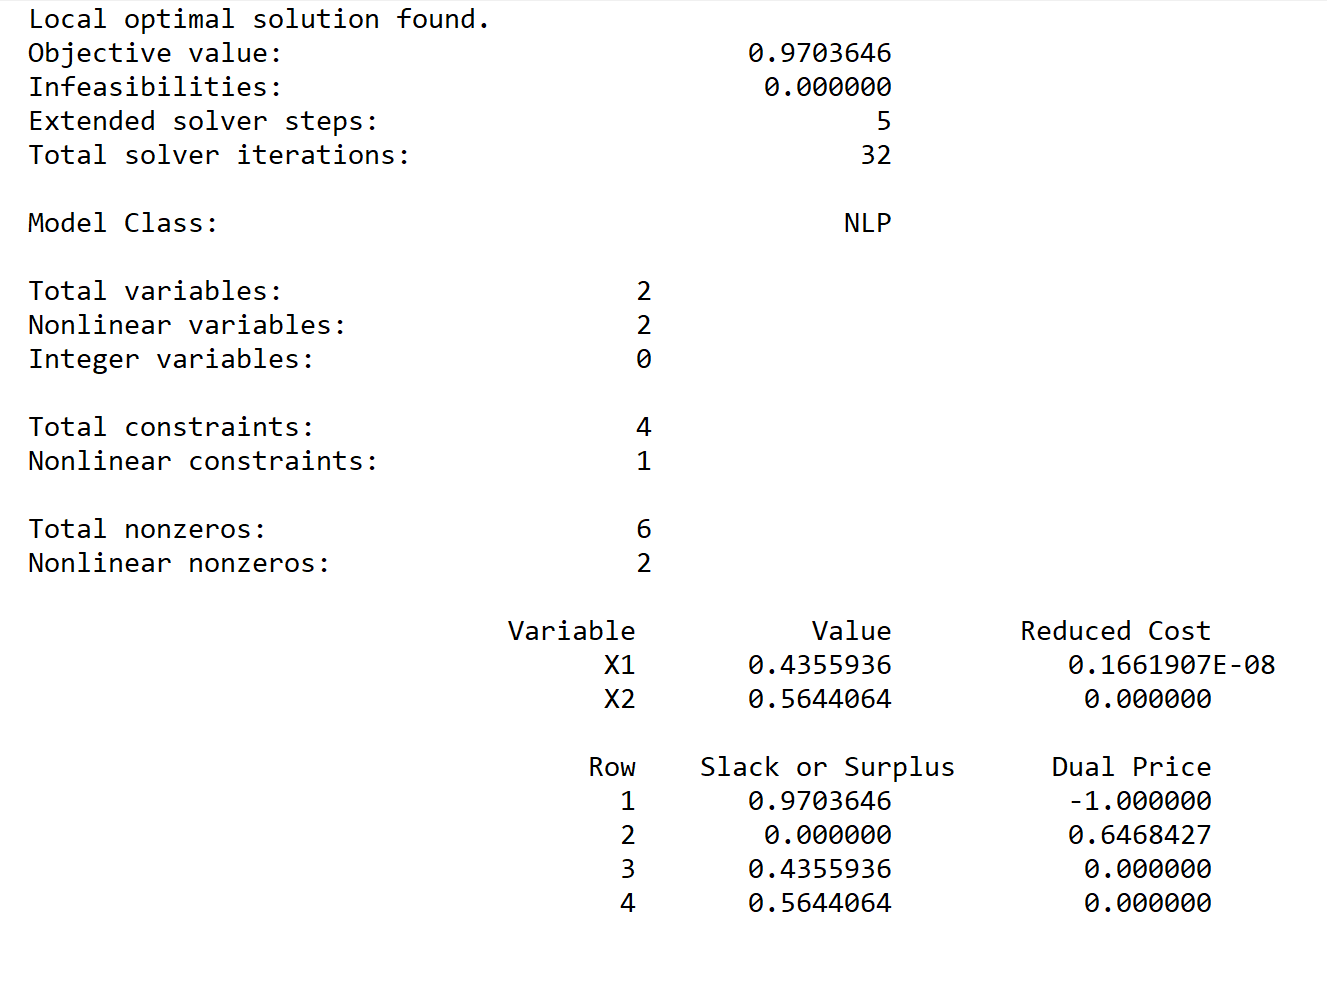 Local optimal solution found.
Objective value: 0.9703646
Infeasibilities: 0.000000
Extended solver steps: 5
Total solver iterations: 32
Model Class: NLP
Total variables: 2
Nonlinear variables: 2
Integer variables: 0
Total constraints: 4
Nonlinear constraints: 1
Total nonzeros: 6
Nonlinear nonzeros: 2
Variable Value Reduced Cost
X1 0.4355936 0.1661907E-08
X2 0.5644064 0.000000
Row Slack or Surplus Dual Price
1 0.9703646 -1.000000
2 0.000000 0.6468427
3 0.4355936 0.000000
4 0.5644064 0.000000